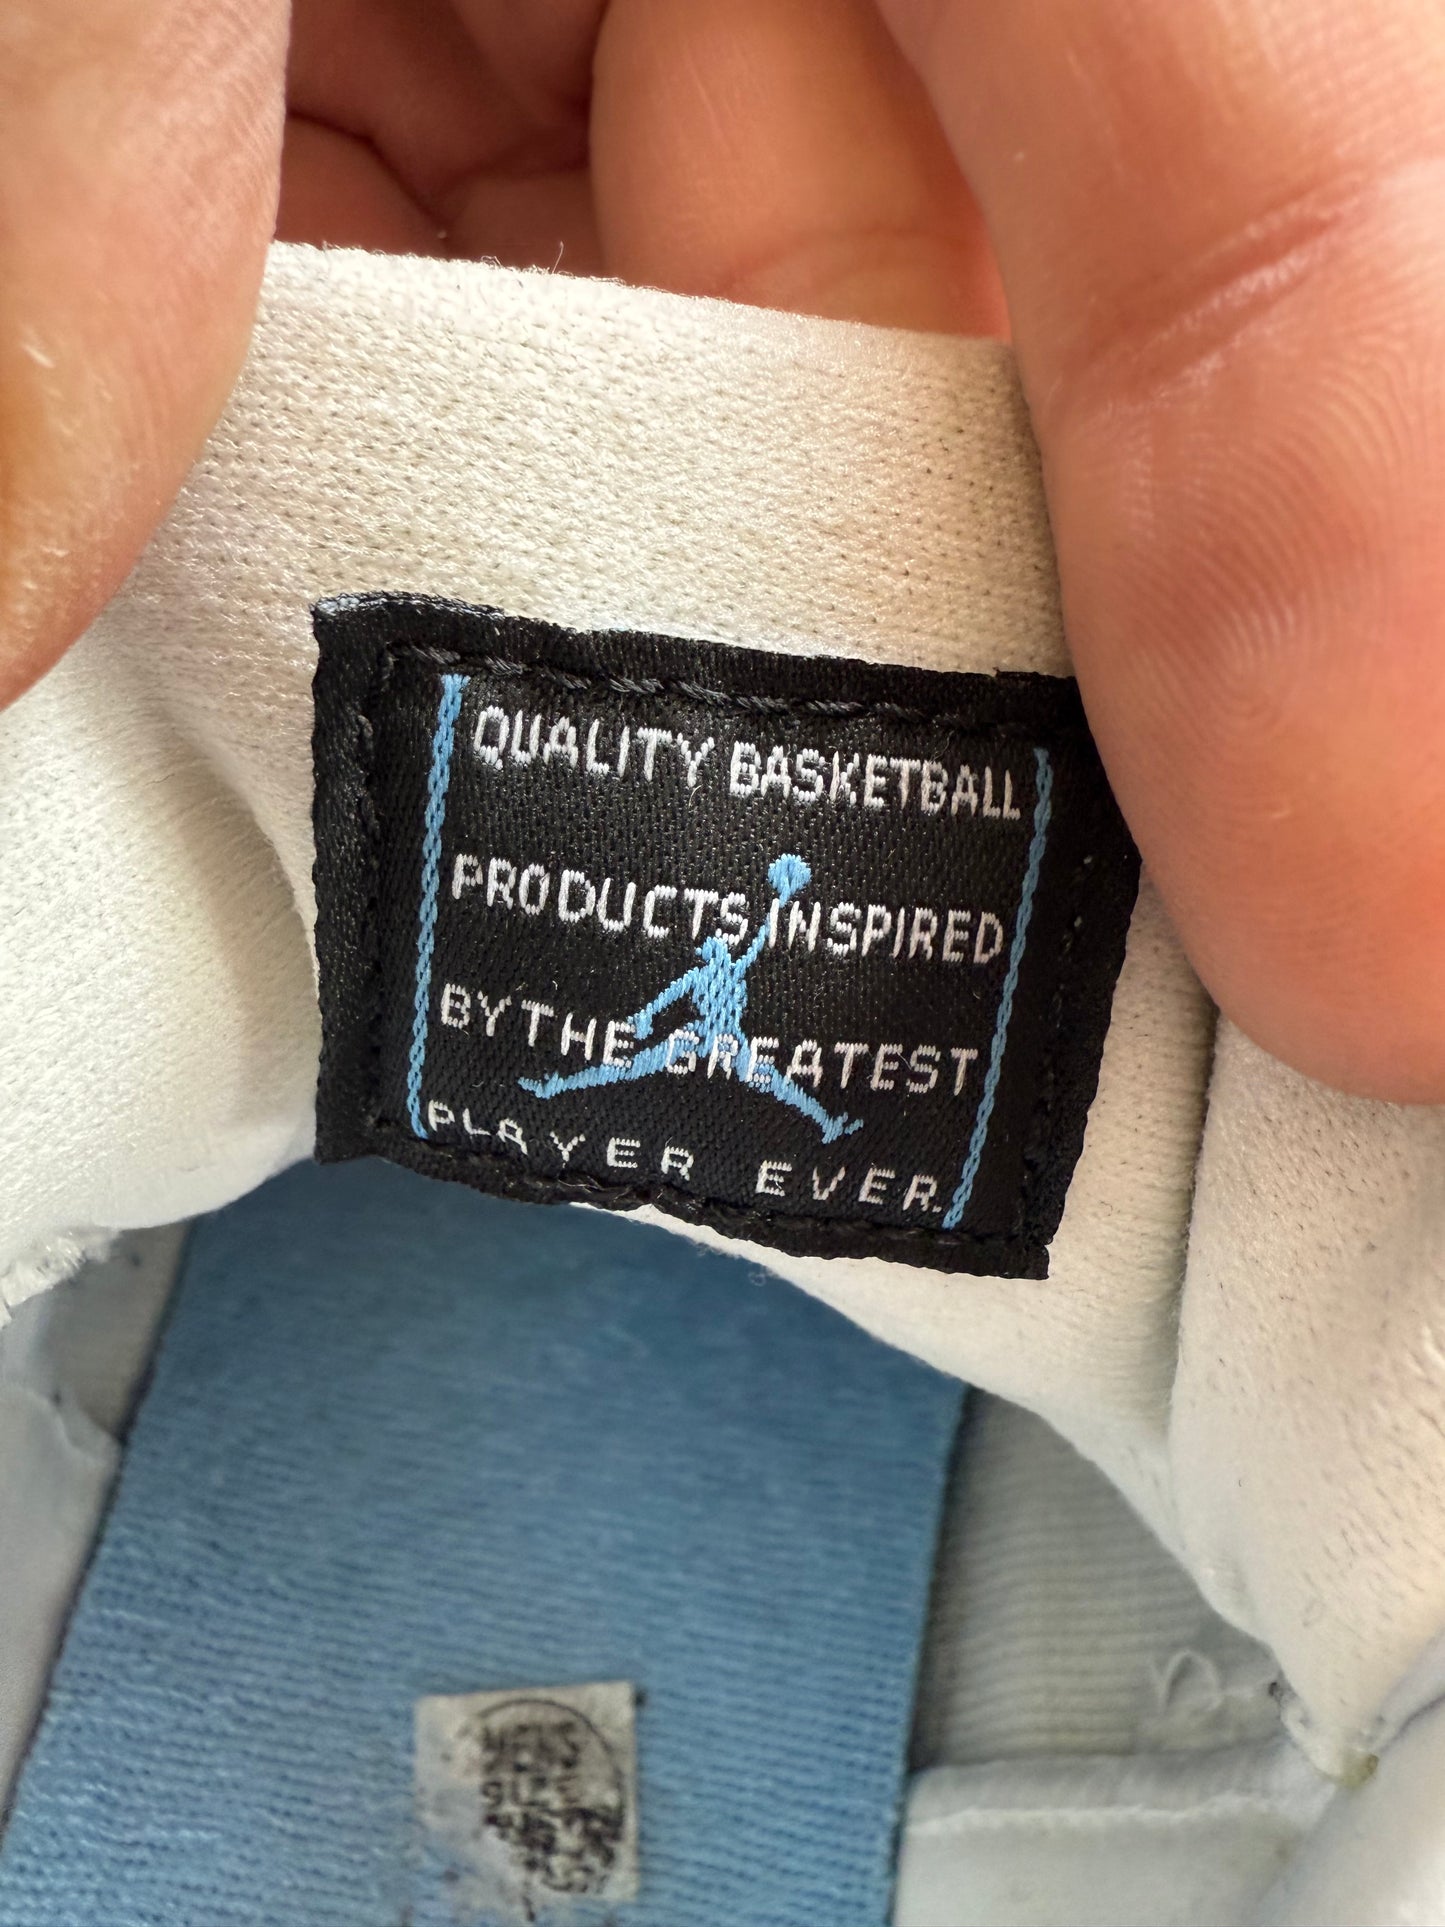 QUALITY BASKETBALL
PRODUCTS INSPIRED
BY THE GREATEST
PLAYER EVER.